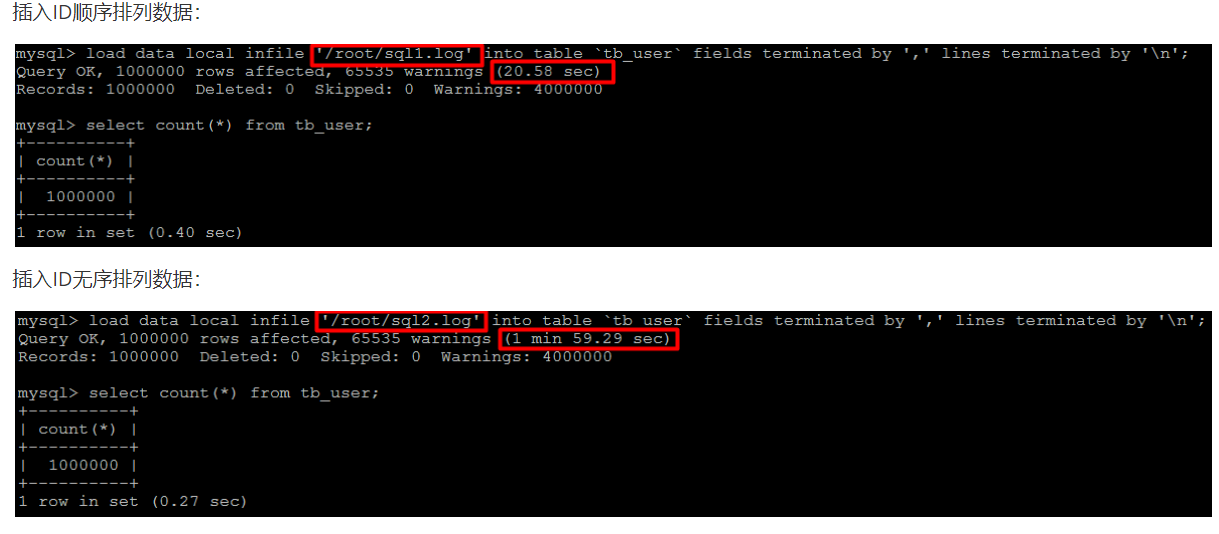 插入ID顺序排列数据：
mysql> load data local infile '/root/sql1.log' into table `tb_user` fields terminated by ',' lines terminated by '\n';
Query OK, 1000000 rows affected, 65535 warnings (20.58 sec)
Records: 1000000  Deleted: 0  Skipped: 0  Warnings: 4000000
mysql> select count(*) from tb_user;
+----------+
| count(*) |
+----------+
|  1000000 |
+----------+
1 row in set (0.40 sec)
插入ID无序排列数据：
mysql> load data local infile '/root/sql2.log' into table `tb_user` fields terminated by ',' lines terminated by '\n';
Query OK, 1000000 rows affected, 65535 warnings (1 min 59.29 sec)
Records: 1000000  Deleted: 0  Skipped: 0  Warnings: 4000000
mysql> select count(*) from tb_user;
+----------+
| count(*) |
+----------+
|  1000000 |
+----------+
1 row in set (0.27 sec)